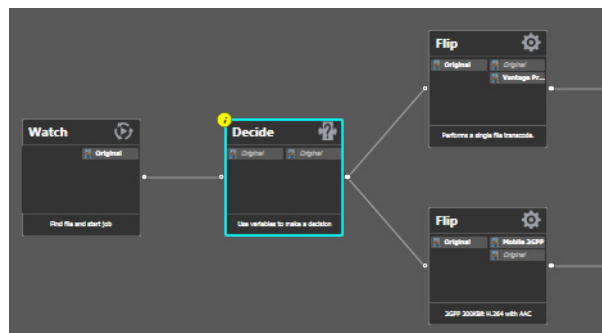 Flip
Original
Original
Vantage Pr...
Performs a single file transcode.
Watch
Original
Find file and start job
i
Decide
?
Original
Original
Use variables to make a decision
Flip
Original
Mobile 3GPP
Original
3GPP 200KBit H.264 with AAC